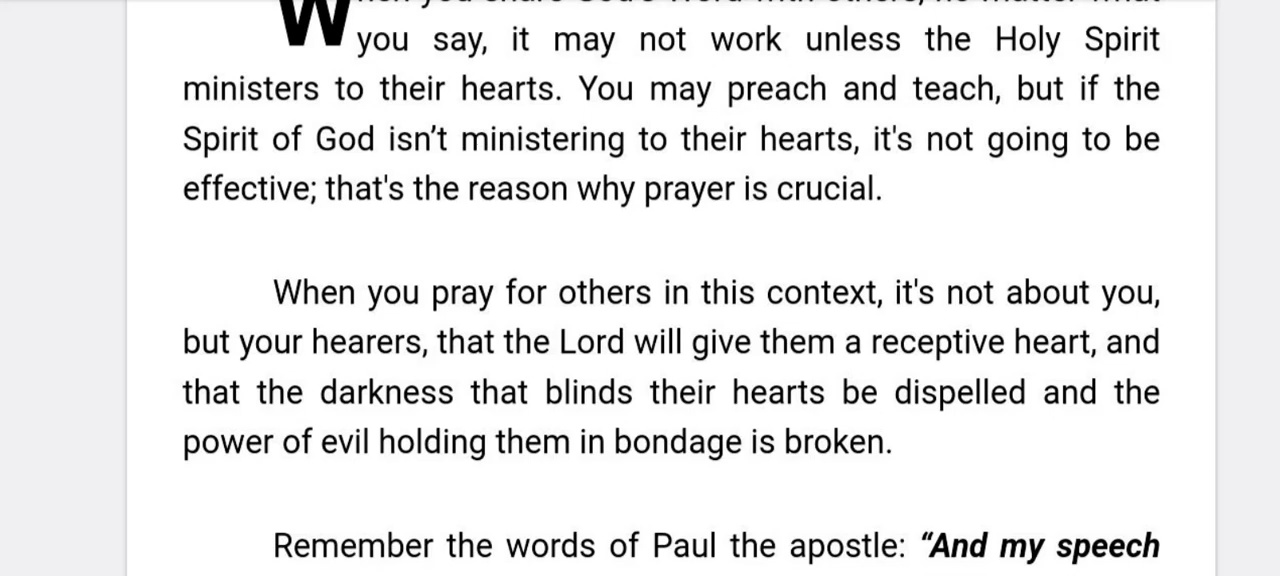 W
you say, it may not work unless the Holy Spirit
ministers to their hearts. You may preach and teach, but if the
Spirit of God isn’t ministering to their hearts, it's not going to be
effective; that's the reason why prayer is crucial.
When you pray for others in this context, it's not about you,
but your hearers, that the Lord will give them a receptive heart, and
that the darkness that blinds their hearts be dispelled and the
power of evil holding them in bondage is broken.
Remember the words of Paul the apostle: “And my speech